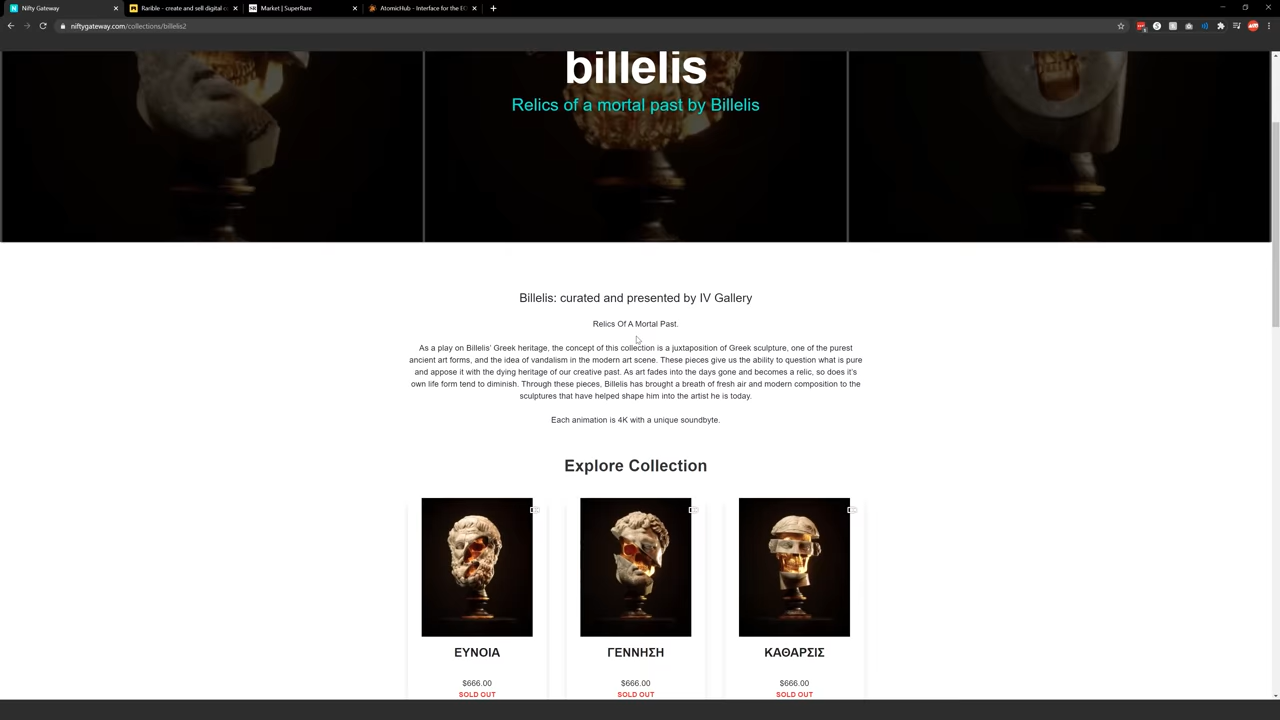 Nifty Gateway
Rarible - create and sell digital c
Market | SuperRare
AtomicHub - Interface for the EO
niftygateway.com/collections/billelis2
billelis
Relics of a mortal past by Billelis
Billelis: curated and presented by IV Gallery
Relics Of A Mortal Past.
As a play on Billelis' Greek heritage, the concept of this collection is a juxtaposition of Greek sculpture, one of the purest
ancient art forms, and the idea of vandalism in the modern art scene. These pieces give us the ability to question what is pure
and appose it with the dying heritage of our creative past. As art fades into the days gone and becomes a relic, so does it's
own life form tend to diminish. Through these pieces, Billelis has brought a breath of fresh air and modern composition to the
sculptures that have helped shape him into the artist he is today.
Each animation is 4K with a unique soundbyte.
Explore Collection
ΕΥΝΟΙΑ
ΓΕΝΝΗΣΗ
ΚΑΘΑΡΣΙΣ
$666.00
$666.00
$666.00
SOLD OUT
SOLD OUT
SOLD OUT